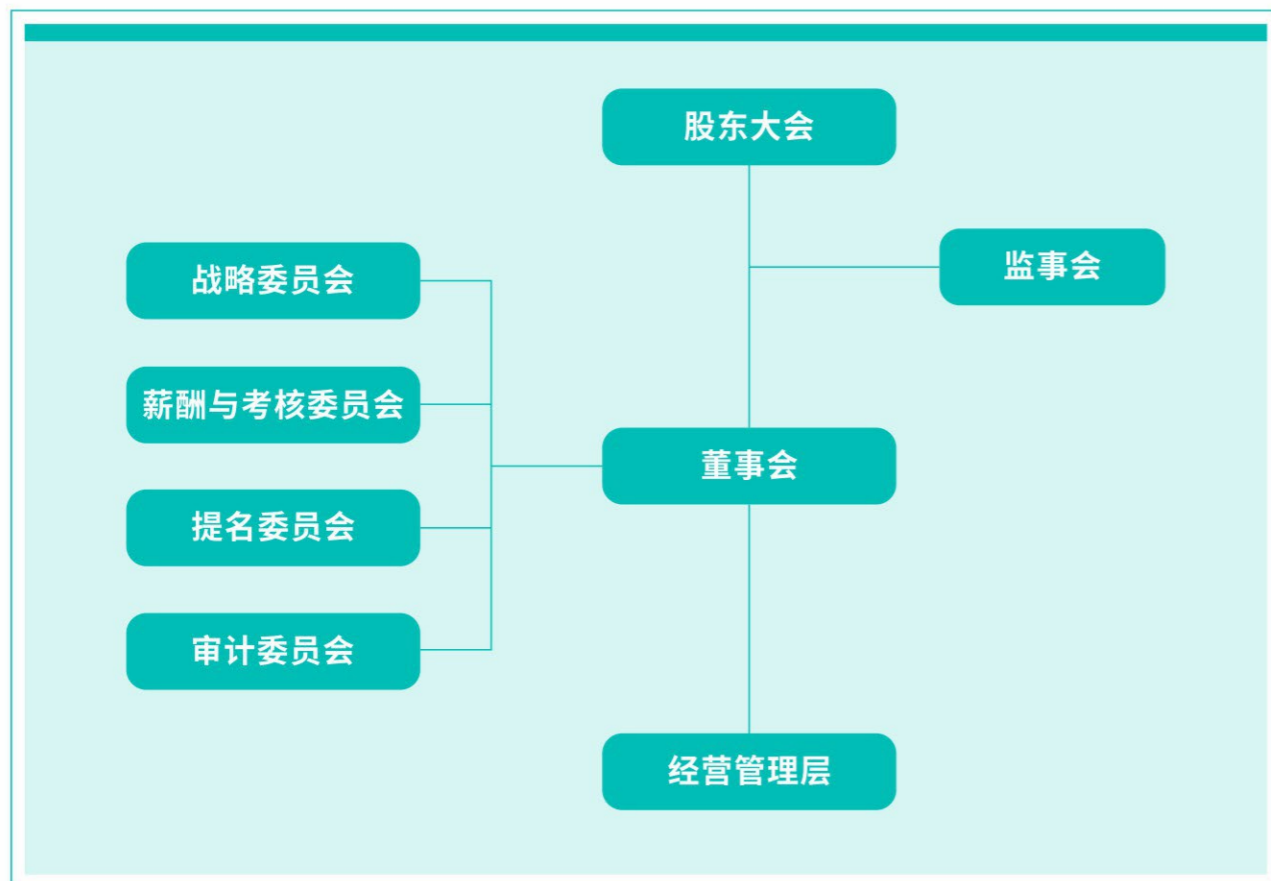 股东大会
监事会
战略委员会
薪酬与考核委员会
董事会
提名委员会
审计委员会
经营管理层